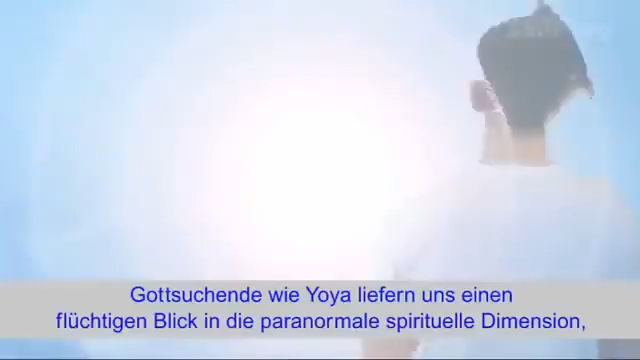 Gottsuchende wie Yoya liefern uns einen
flüchtigen Blick in die paranormale spirituelle Dimension,